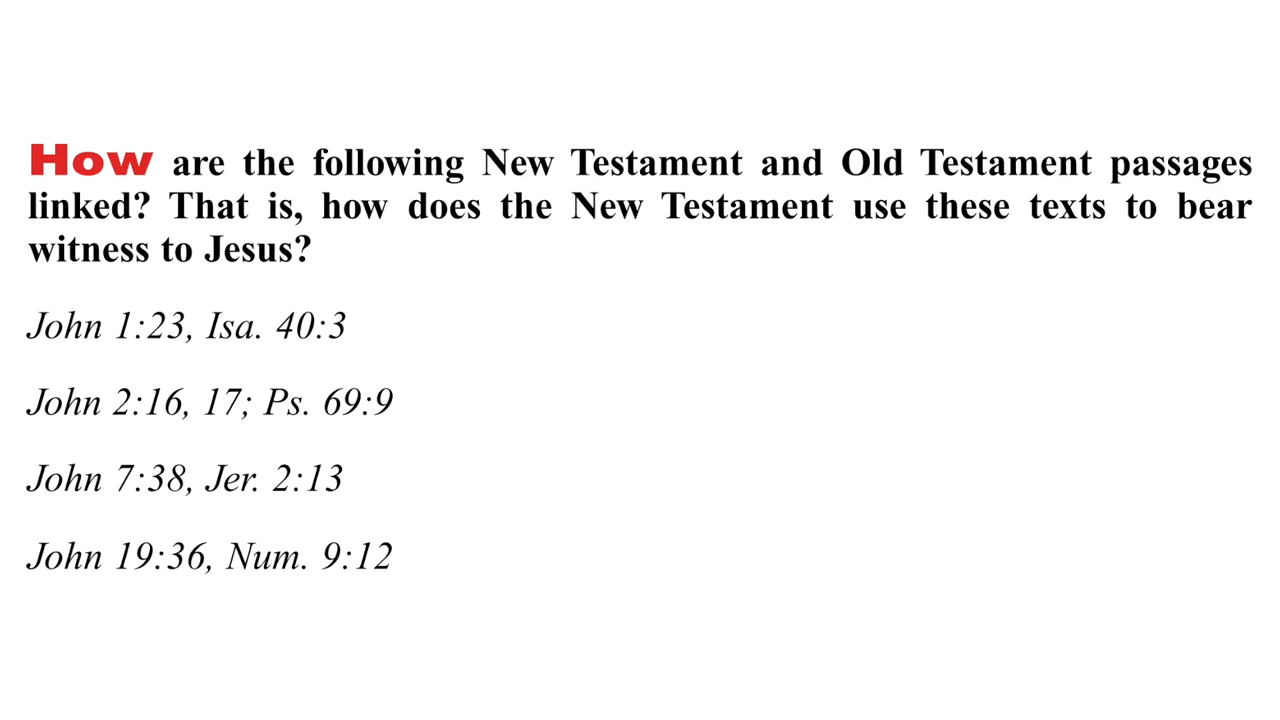 How are the following New Testament and Old Testament passages
linked? That is, how does the New Testament use these texts to bear
witness to Jesus?
John 1:23, Isa. 40:3
John 2:16, 17; Ps. 69:9
John 7:38, Jer. 2:13
John 19:36, Num. 9:12